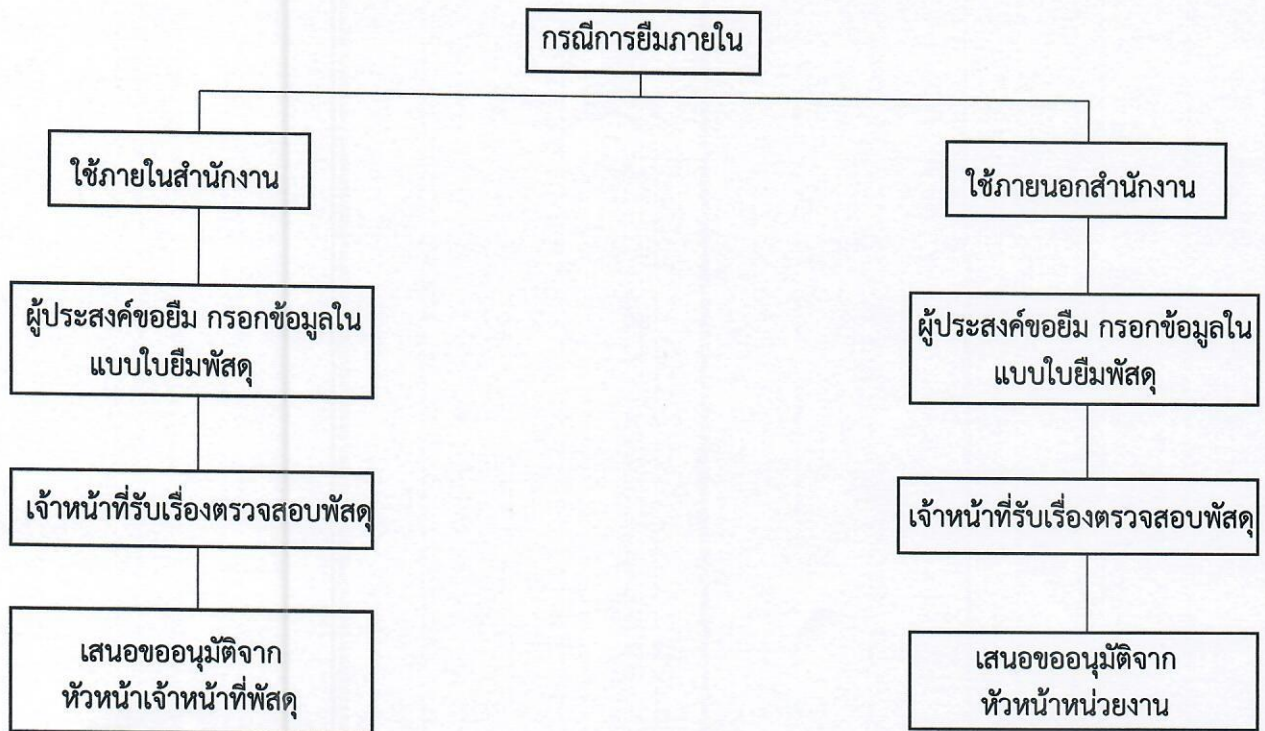 กรณีการยืมภายใน
ใช้ภายในสำนักงาน
ใช้ภายนอกสำนักงาน
ผู้ประสงค์ขอยืม กรอกข้อมูลใน
แบบใบยืมพัสดุ
ผู้ประสงค์ขอยืม กรอกข้อมูลใน
แบบใบยืมพัสดุ
เจ้าหน้าที่รับเรื่องตรวจสอบพัสดุ
เจ้าหน้าที่รับเรื่องตรวจสอบพัสดุ
เสนอขออนุมัติจาก
หัวหน้าเจ้าหน้าที่พัสดุ
เสนอขออนุมัติจาก
หัวหน้าหน่วยงาน